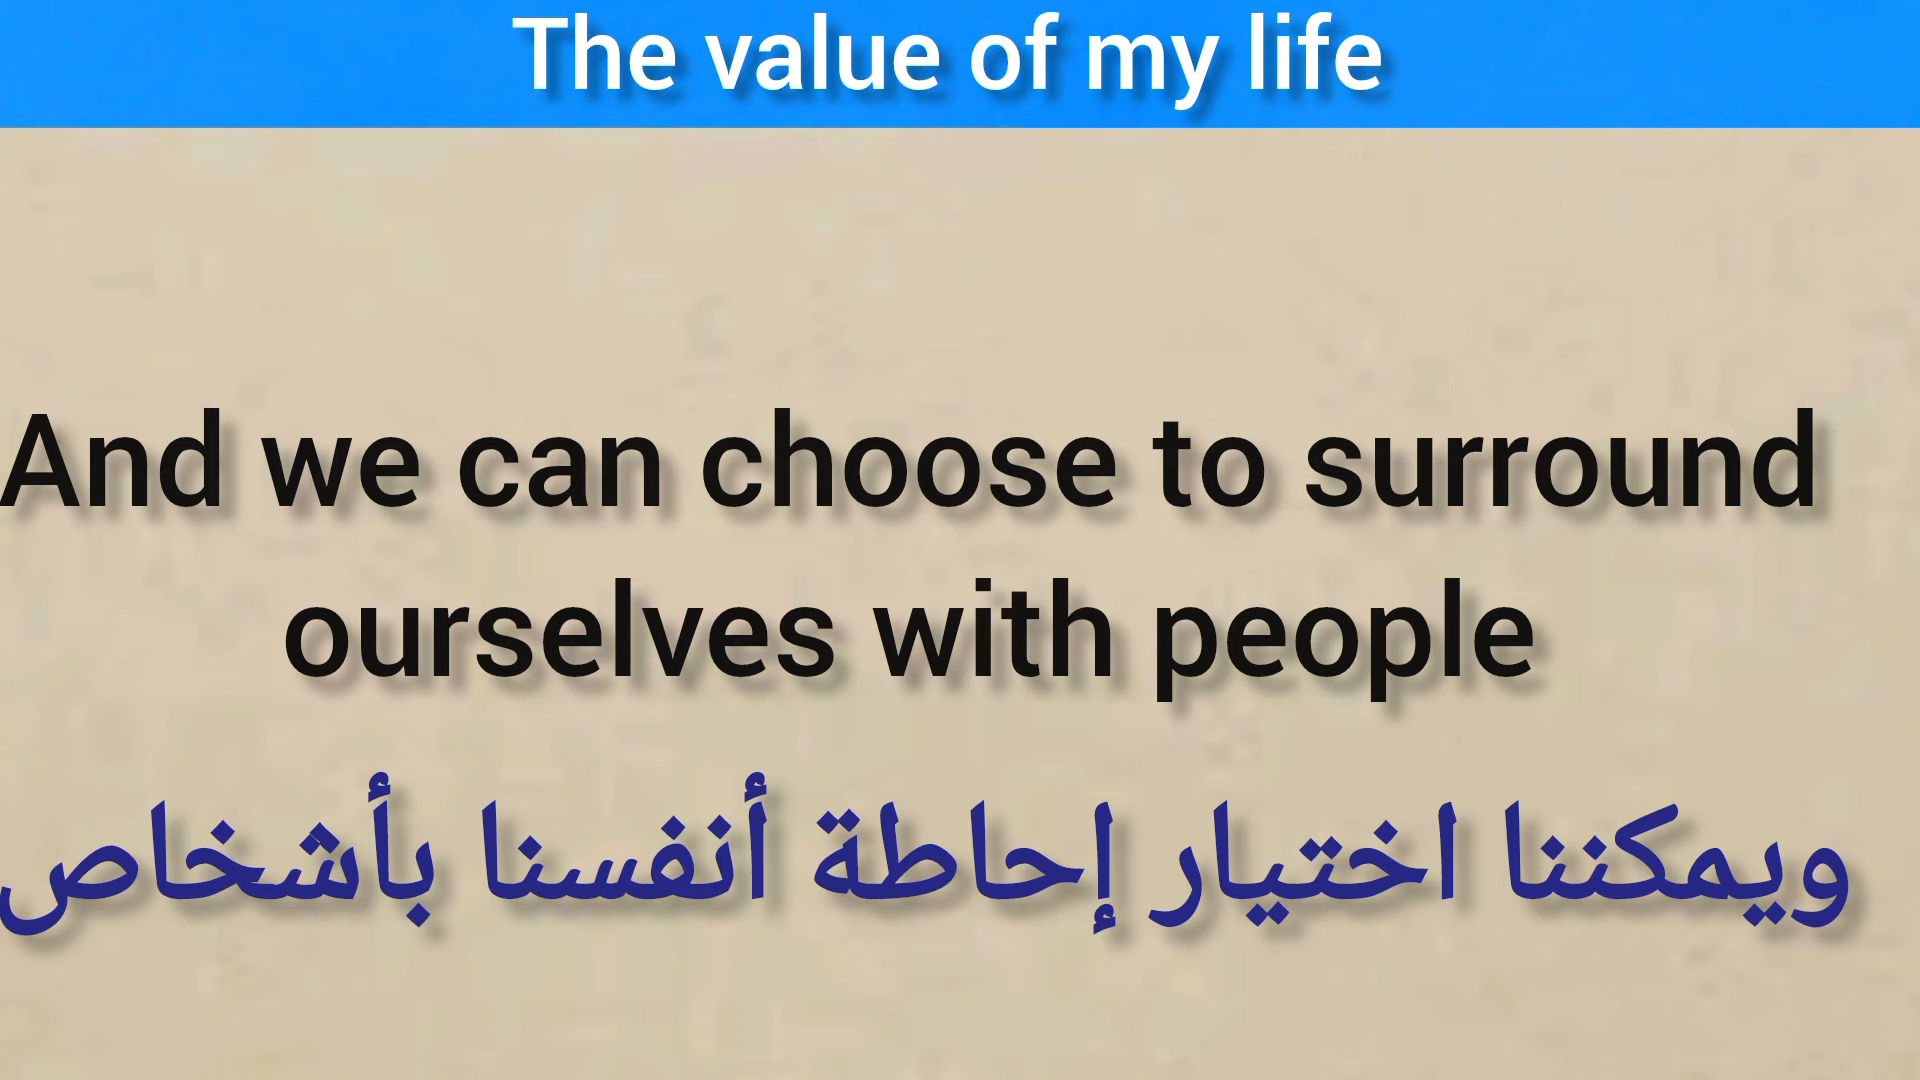 The value of my life
And we can choose to surround
ourselves with people
ويمكننا اختيار إحاطة أنفسنا بأشخاص